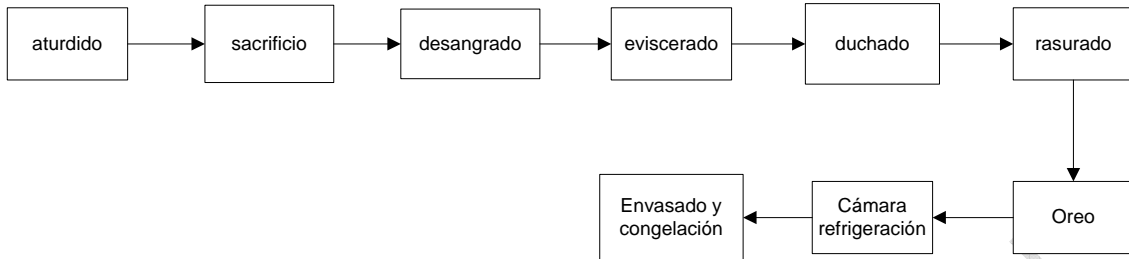 aturdido
sacrificio
desangrado
eviscerado
duchado
rasurado
Oreo
Cámara
refrigeración
Envasado y
congelación